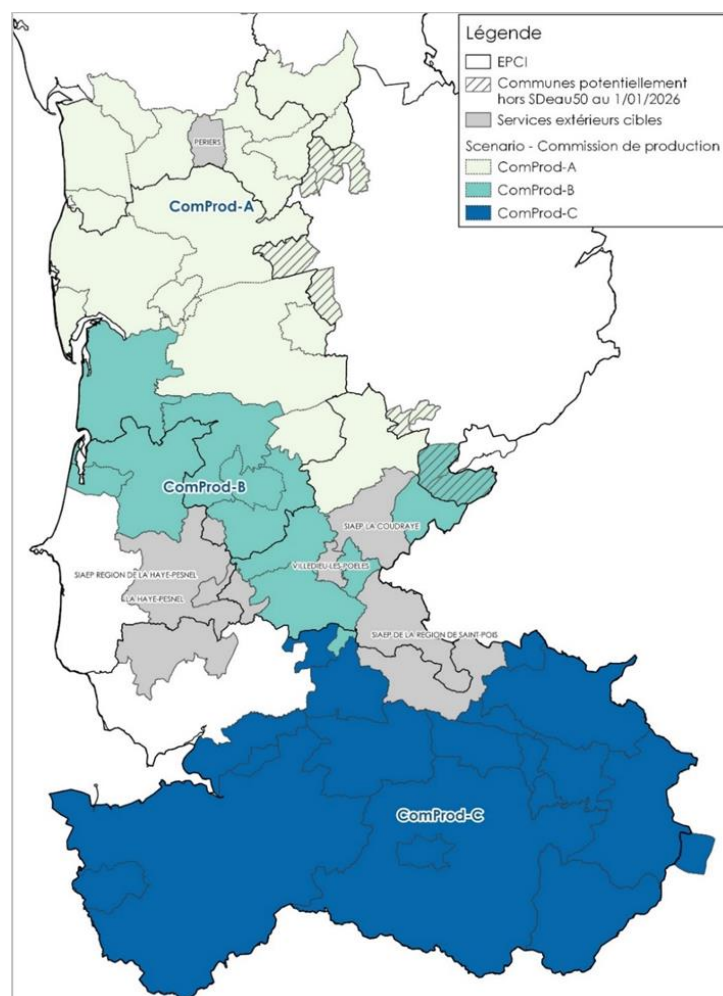 Légende
EPCI
Communes potentiellement
hors SDeau50 au 1/01/2026
Services extérieurs cibles
Scenario - Commission de production
ComProd-A
ComProd-B
ComProd-C
PERIERS
ComProd-A
ComProd-B
SIAEP LA COUDRAYE
VILLEDIEU-LES POELES
SIAEP REGION DE LA HAYE-PESNEL
LA HAYE-PESNEL
SIAEP DE LA REGION DE SAINT-POIS
ComProd-C